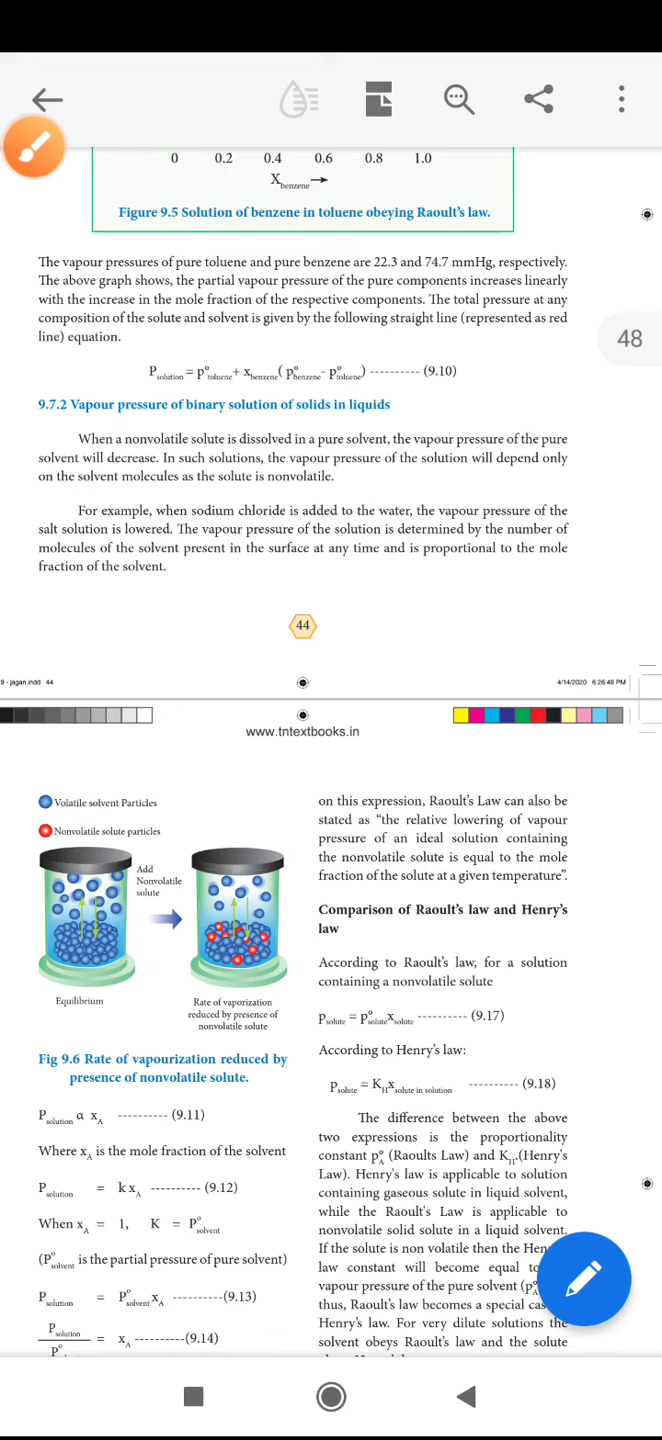 0 0.2 0.4 0.6 0.8 1.0
X benzene →
Figure 9.5 Solution of benzene in toluene obeying Raoult's law.
The vapour pressures of pure toluene and pure benzene are 22.3 and 74.7 mmHg, respectively.
The above graph shows, the partial vapour pressure of the pure components increases linearly
with the increase in the mole fraction of the respective components. The total pressure at any
composition of the solute and solvent is given by the following straight line (represented as red
line) equation.
48
P solution = p° toluene + x benzene ( p° benzene - p° toluene ) ---------- (9.10)
9.7.2 Vapour pressure of binary solution of solids in liquids
When a nonvolatile solute is dissolved in a pure solvent, the vapour pressure of the pure
solvent will decrease. In such solutions, the vapour pressure of the solution will depend only
on the solvent molecules as the solute is nonvolatile.
For example, when sodium chloride is added to the water, the vapour pressure of the
salt solution is lowered. The vapour pressure of the solution is determined by the number of
molecules of the solvent present in the surface at any time and is proportional to the mole
fraction of the solvent.
44
9 - jagan.indd 44
4/14/2020 6:26:49 PM
www.tntextbooks.in
Volatile solvent Particles
Nonvolatile solute particles
Add
Nonvolatile
solute
Equilibrium
Rate of vaporization
reduced by presence of
nonvolatile solute
Fig 9.6 Rate of vapourization reduced by
presence of nonvolatile solute.
P solution α x A ---------- (9.11)
Where x A is the mole fraction of the solvent
P solution = k x A ---------- (9.12)
When x A = 1, K = P° solvent
(P° solvent is the partial pressure of pure solvent)
P solution = P° solvent x A ----------(9.13)
P solution
= x A ----------(9.14)
P°
on this expression, Raoult's Law can also be
stated as “the relative lowering of vapour
pressure of an ideal solution containing
the nonvolatile solute is equal to the mole
fraction of the solute at a given temperature”.
Comparison of Raoult's law and Henry's
law
According to Raoult's law, for a solution
containing a nonvolatile solute
p solute = p° solute x solute ---------- (9.17)
According to Henry's law:
p solute = K H x solute in solution ---------- (9.18)
The difference between the above
two expressions is the proportionality
constant p° A (Raoults Law) and K H .(Henry's
Law). Henry's law is applicable to solution
containing gaseous solute in liquid solvent,
while the Raoult's Law is applicable to
nonvolatile solid solute in a liquid solvent.
If the solute is non volatile then the
law constant will become equal
vapour pressure of the pure solvent (p° A
thus, Raoult's law becomes a special
Henry's law. For very dilute solutions the
solvent obeys Raoult's law and the solute